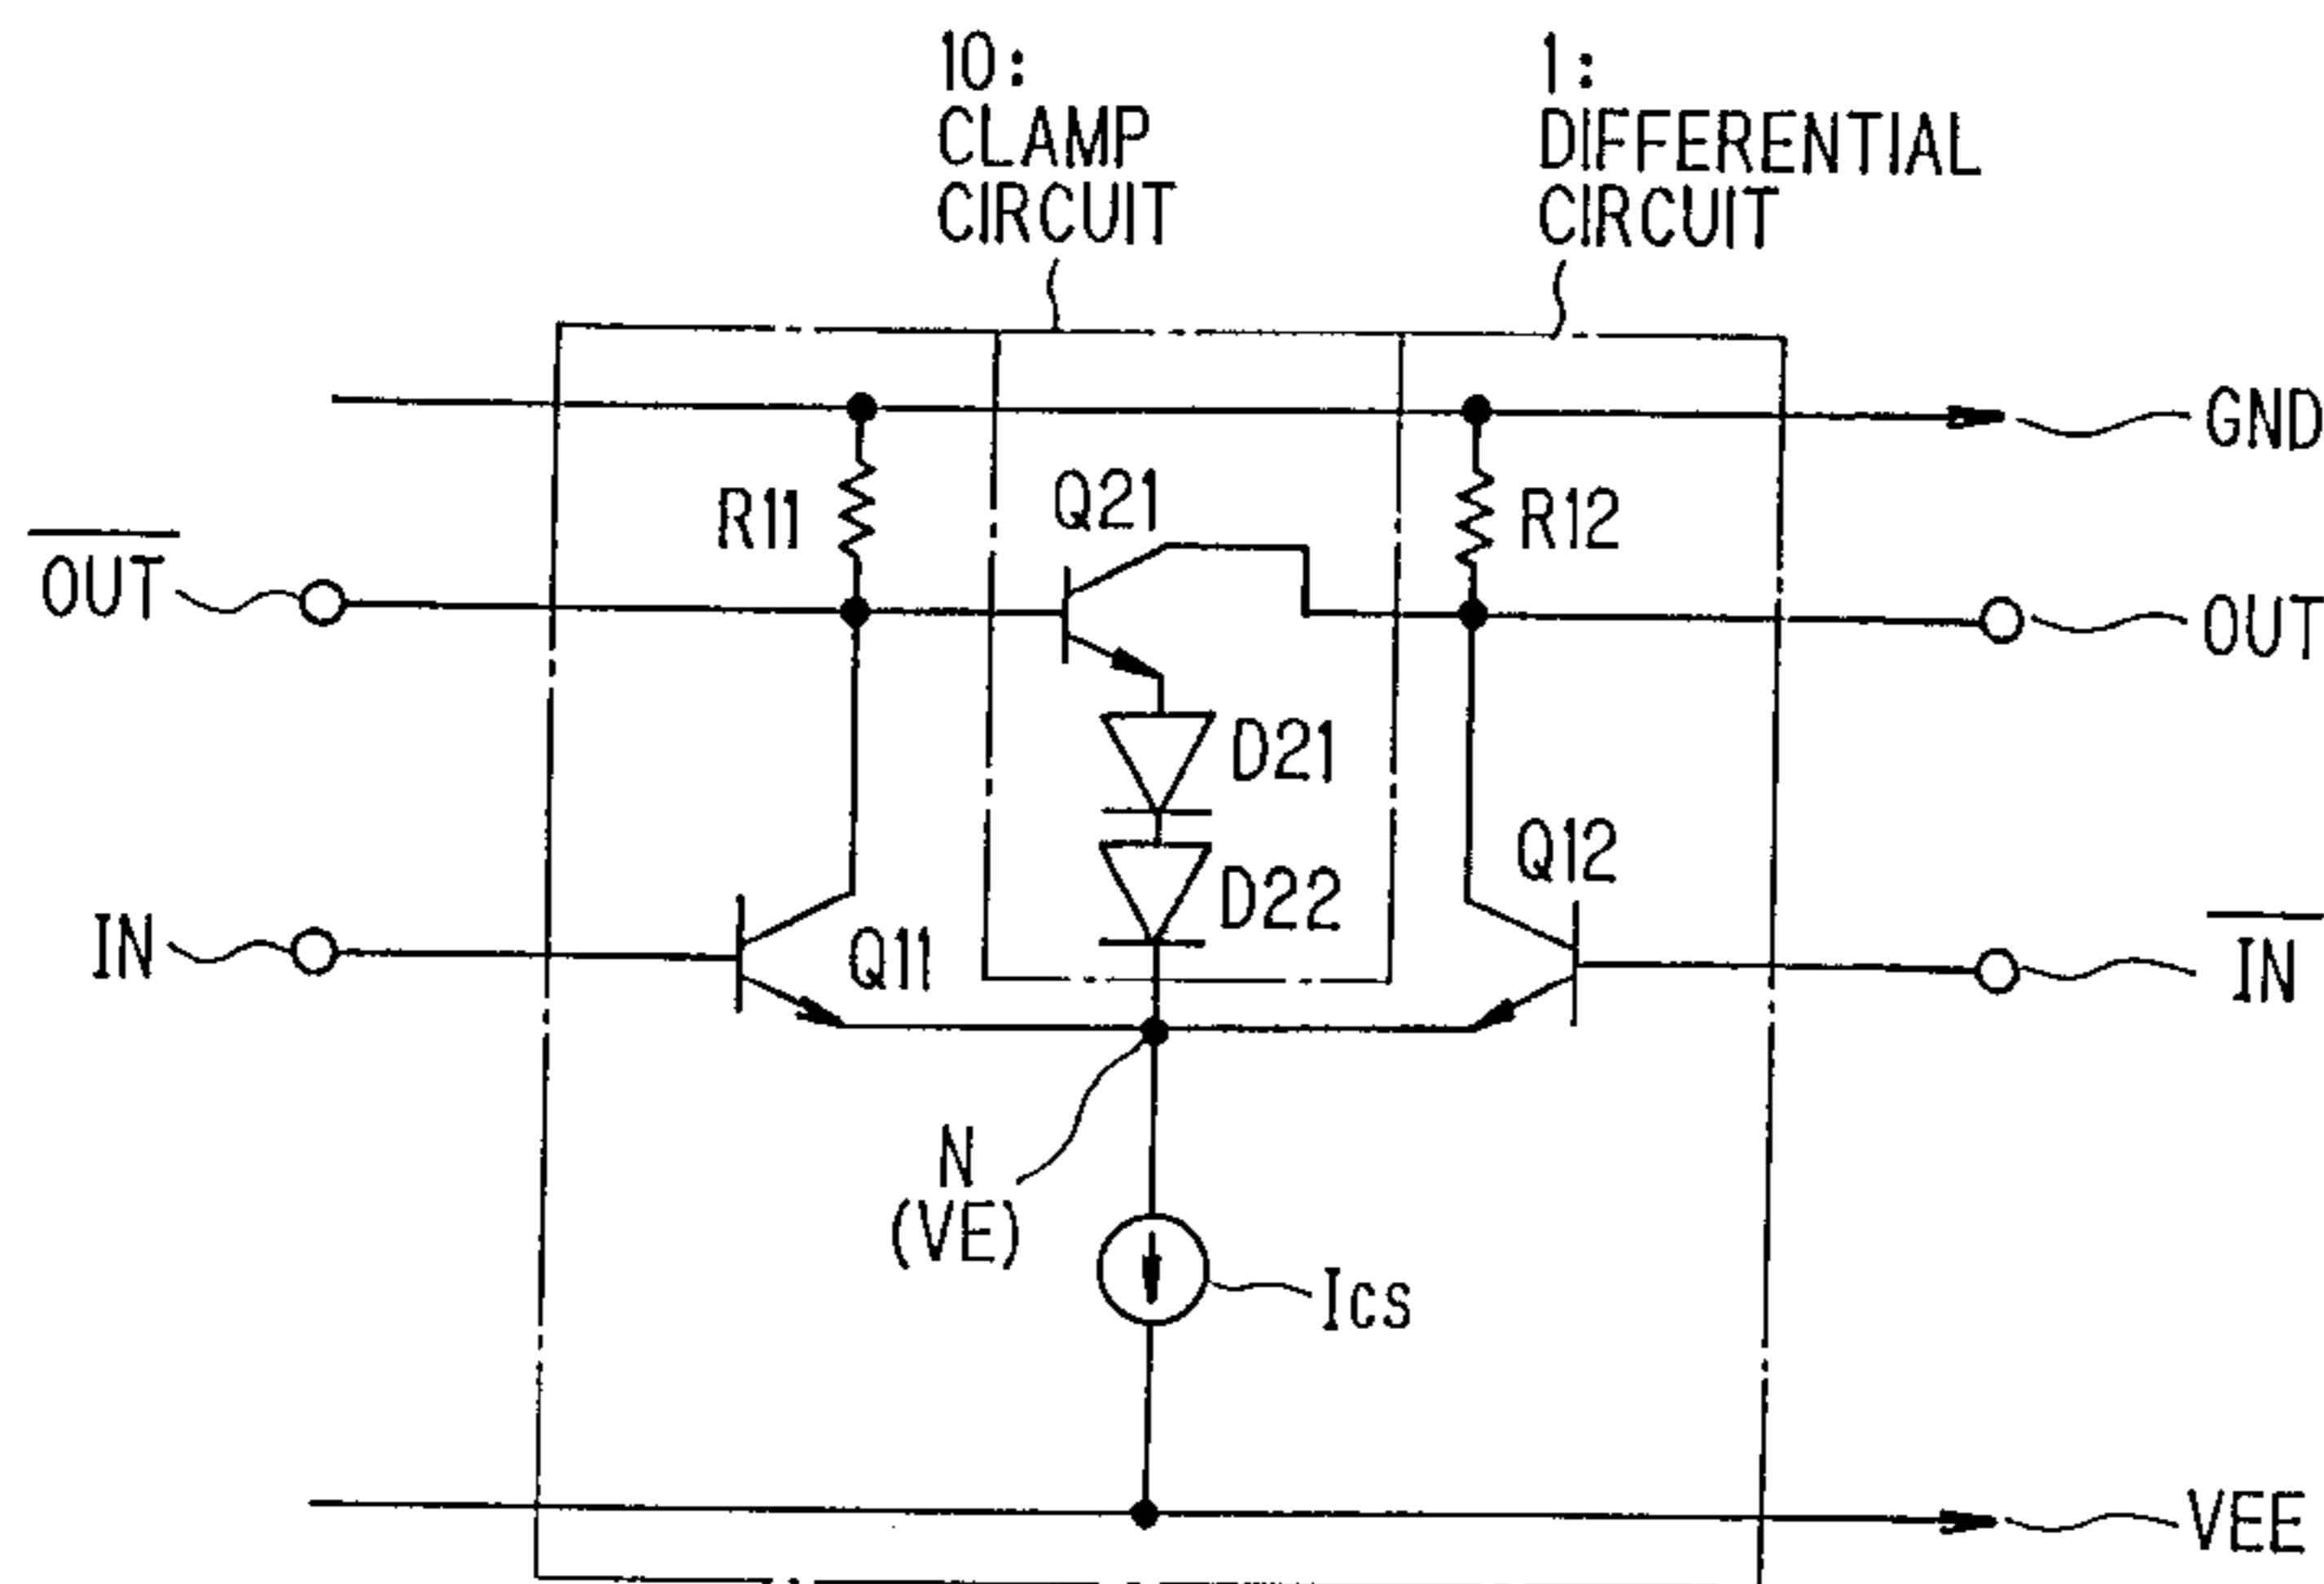 10:
CLAMP
CIRCUIT
1:
DIFFERENTIAL
CIRCUIT
GND
R11
Q21
R12
OUT
OUT
D21
D22
Q12
IN
Q11
IN
N
(VE)
Ics
VEE